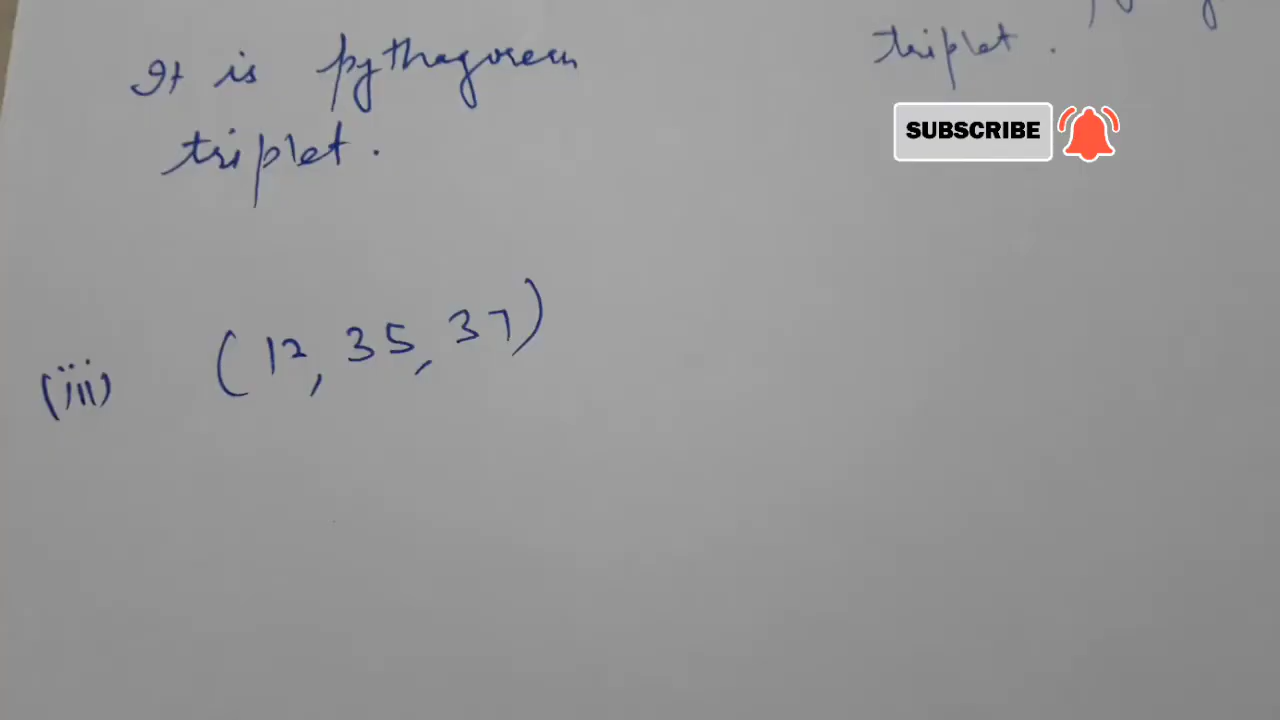 It is pythagorean
triplet.
triplet.
SUBSCRIBE
(iii) (12, 35, 37)